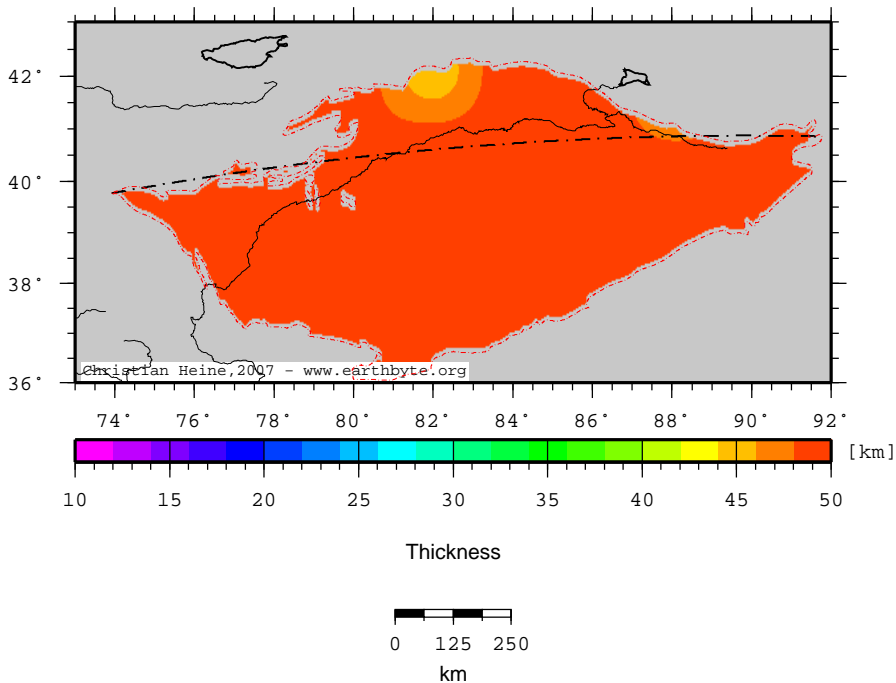 42°
40°
38°
36°
Christian Heine,2007 - www.earthbyte.org
74° 76° 78° 80° 82° 84° 86° 88° 90° 92°
[km]
10 15 20 25 30 35 40 45 50
Thickness
0 125 250
km